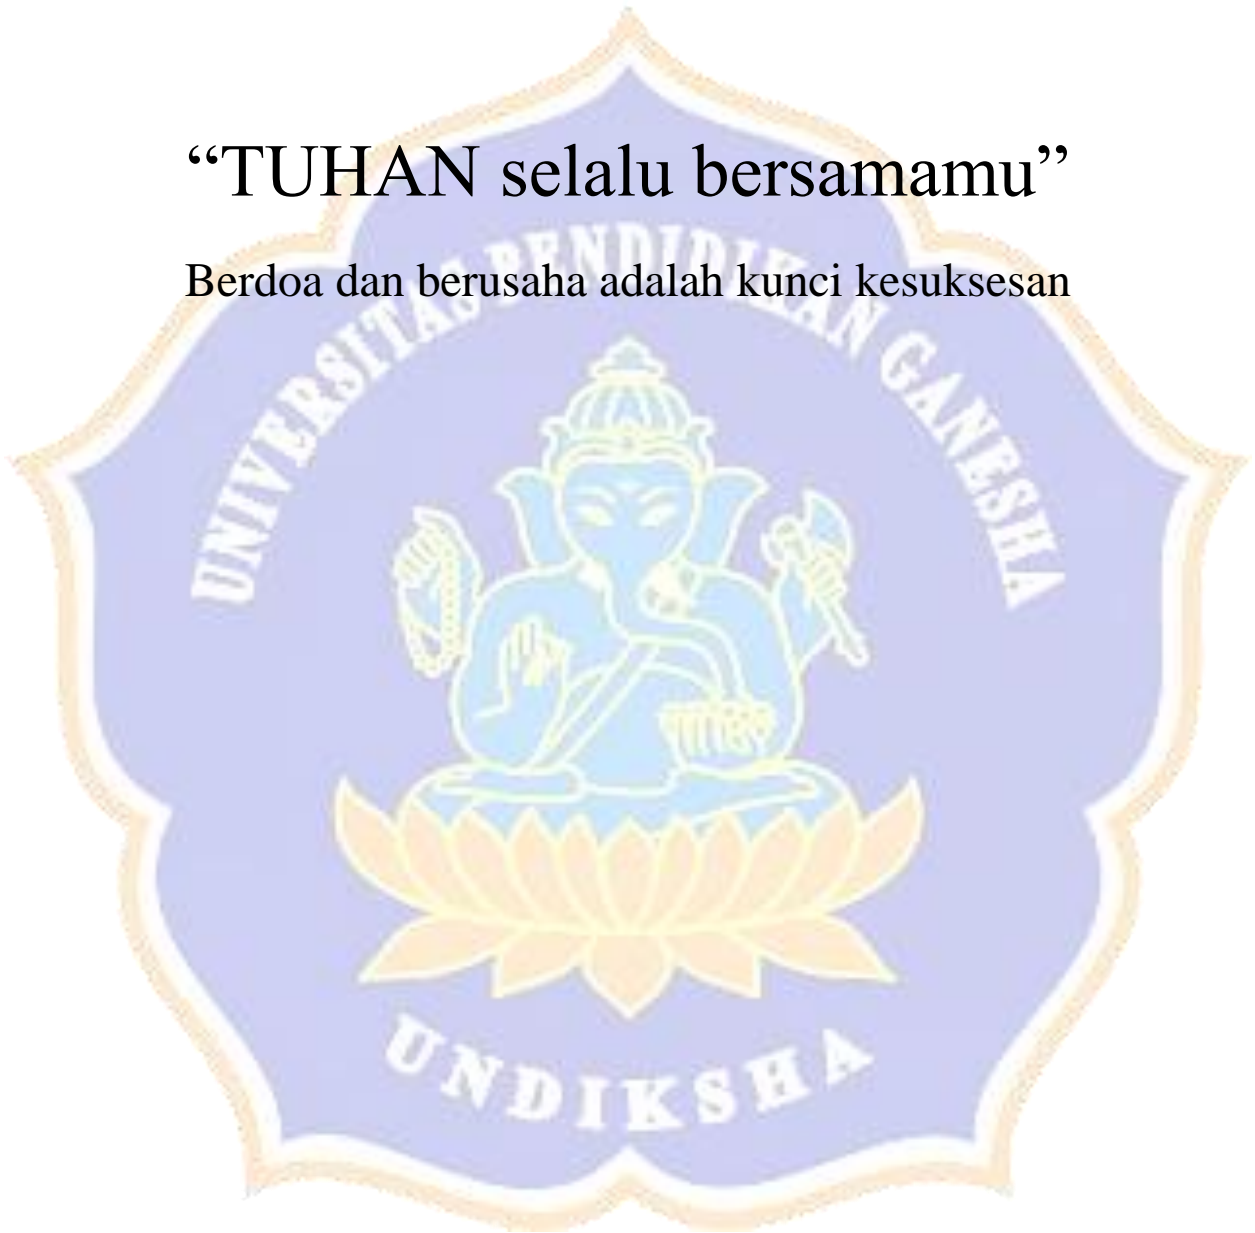 “TUHAN selalu bersamamu”
Berdoa dan berusaha adalah kunci kesuksesan
UNIVERSITAS PENDIDIKAN GANESHA
UNDIKSHA